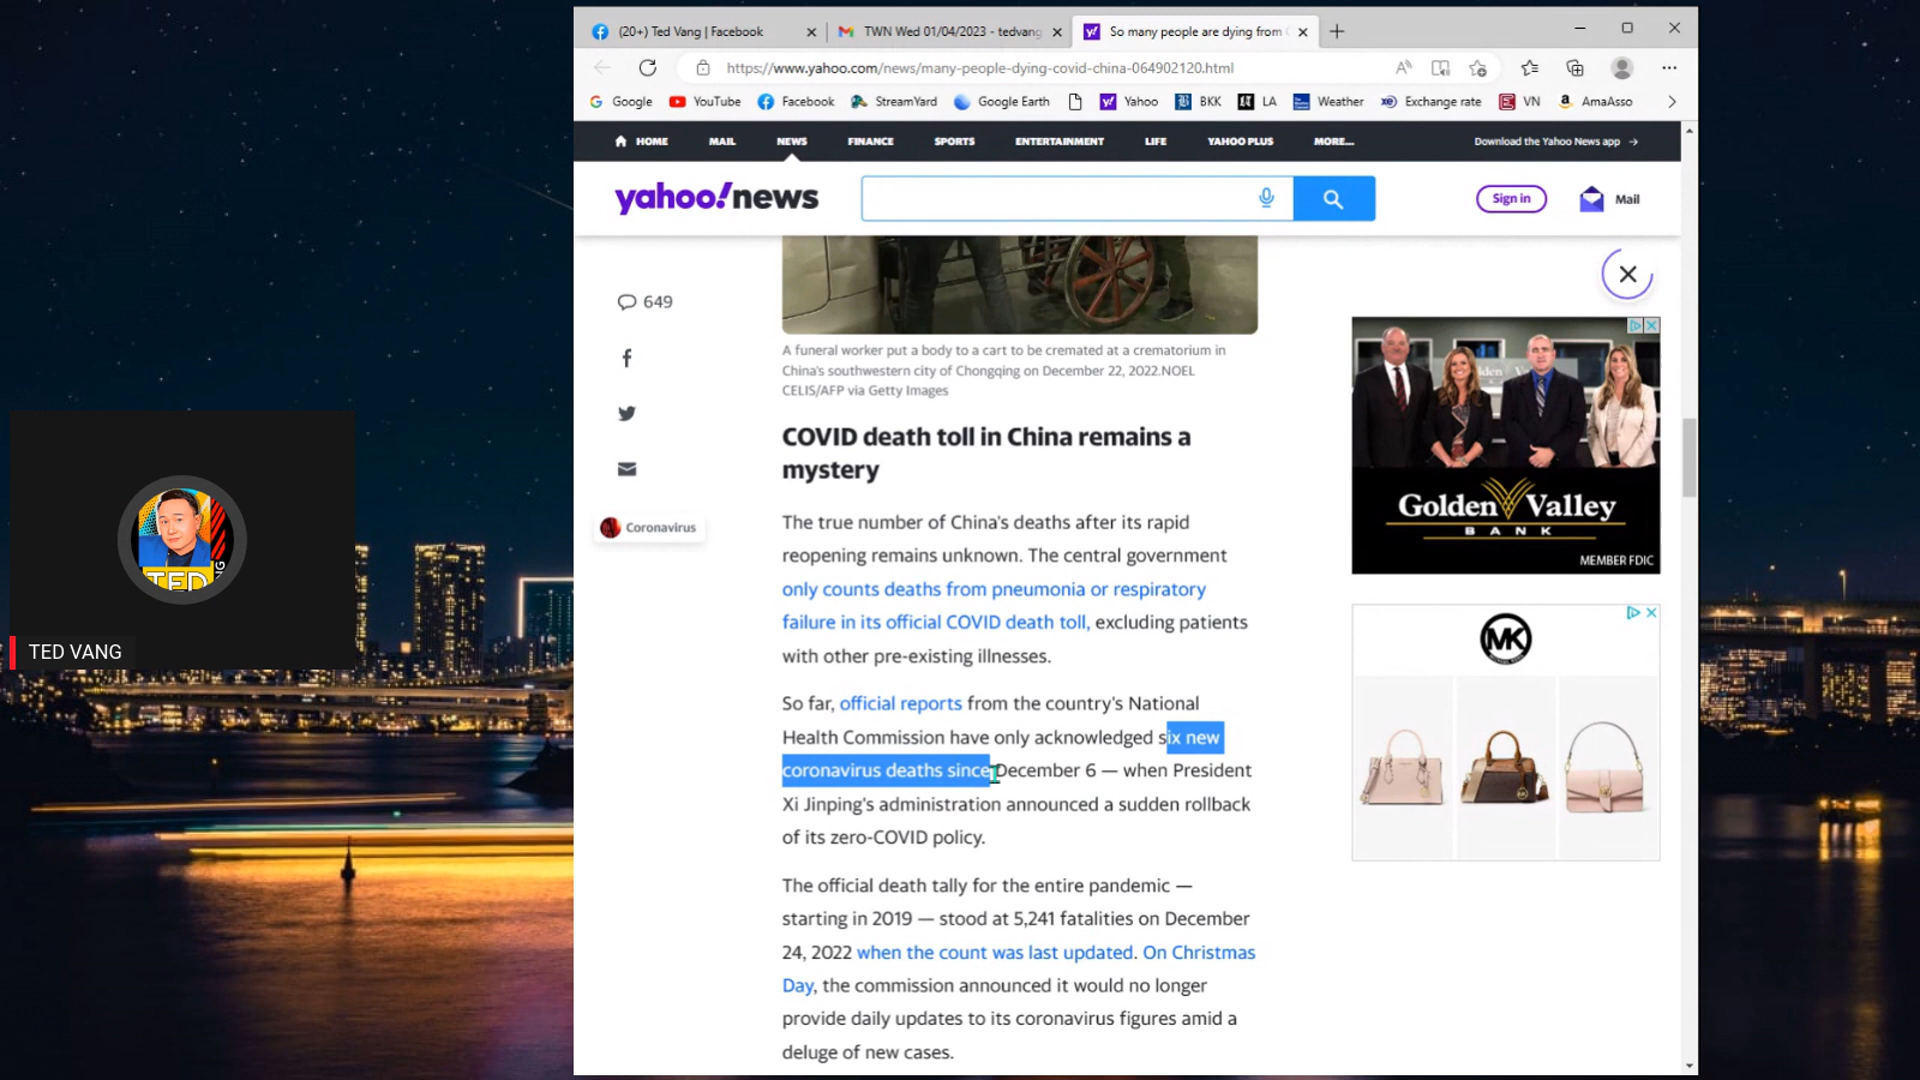 (20+) Ted Vang | Facebook
TWN Wed 01/04/2023 - tedvang
So many people are dying from
https://www.yahoo.com/news/many-people-dying-covid-china-064902120.html
Google
YouTube
Facebook
StreamYard
Google Earth
Yahoo
BKK
LA
Weather
Exchange rate
VN
AmaAsso
HOME
MAIL
NEWS
FINANCE
SPORTS
ENTERTAINMENT
LIFE
YAHOO PLUS
MORE...
Download the Yahoo News app →
yahoo!news
Sign in
Mail
649
Coronavirus
A funeral worker put a body to a cart to be cremated at a crematorium in
China's southwestern city of Chongqing on December 22, 2022.NOEL
CELIS/AFP via Getty Images
COVID death toll in China remains a
mystery
The true number of China's deaths after its rapid
reopening remains unknown. The central government
only counts deaths from pneumonia or respiratory
failure in its official COVID death toll, excluding patients
with other pre-existing illnesses.
So far, official reports from the country's National
Health Commission have only acknowledged six new
coronavirus deaths since December 6 — when President
Xi Jinping's administration announced a sudden rollback
of its zero-COVID policy.
The official death tally for the entire pandemic —
starting in 2019 — stood at 5,241 fatalities on December
24, 2022 when the count was last updated. On Christmas
Day, the commission announced it would no longer
provide daily updates to its coronavirus figures amid a
deluge of new cases.
Golden Valley
BANK
MEMBER FDIC
MK
TED
TED VANG